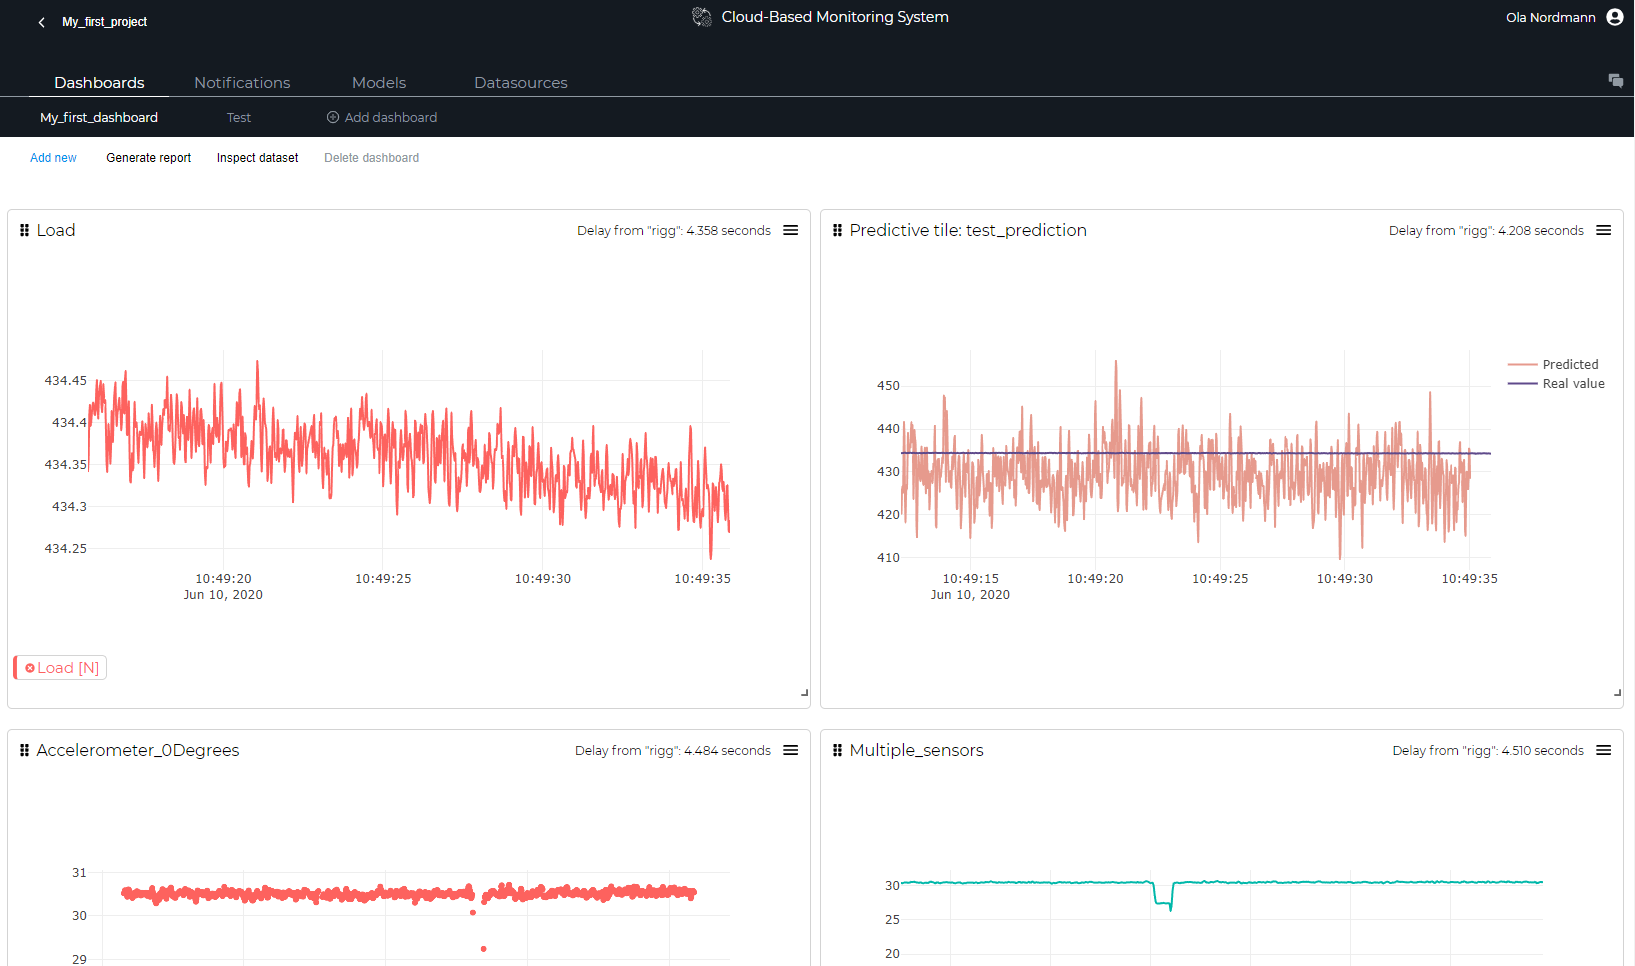 My_first_project
Cloud-Based Monitoring System
Ola Nordmann
Dashboards
Notifications
Models
Datasources
My_first_dashboard
Test
Add dashboard
Add new
Generate report
Inspect dataset
Delete dashboard
Load
Delay from "rigg": 4.358 seconds
434.45
434.4
434.35
434.3
434.25
10:49:20
10:49:25
10:49:30
10:49:35
Jun 10, 2020
Load [N]
Predictive tile: test_prediction
Delay from "rigg": 4.208 seconds
Predicted
Real value
450
440
430
420
410
10:49:15
10:49:20
10:49:25
10:49:30
10:49:35
Jun 10, 2020
Accelerometer_0Degrees
Delay from "rigg": 4.484 seconds
31
30
29
Multiple_sensors
Delay from "rigg": 4.510 seconds
30
25
20